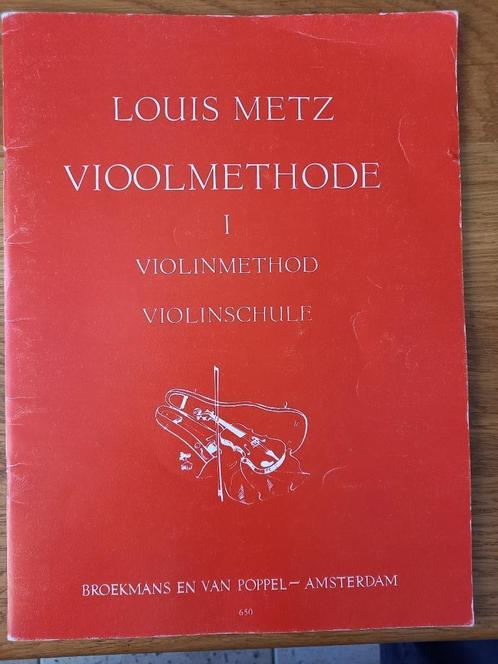 LOUIS METZ
VIOOLMETHODE
I
VIOLINMETHOD
VIOLINSCHULE
BROEKMANS EN VAN POPPEL — AMSTERDAM
650